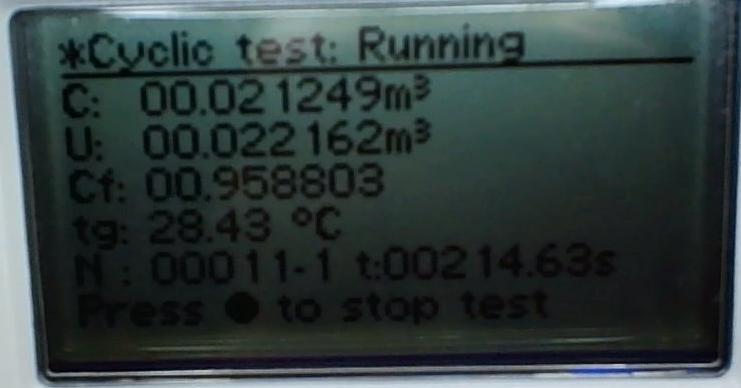 *Cyclic test: Running
C: 00.021249m³
U: 00.022162m³
Cf: 00.958803
tg: 28.43 °C
N : 00011-1 t:00214.63s
Press ● to stop test